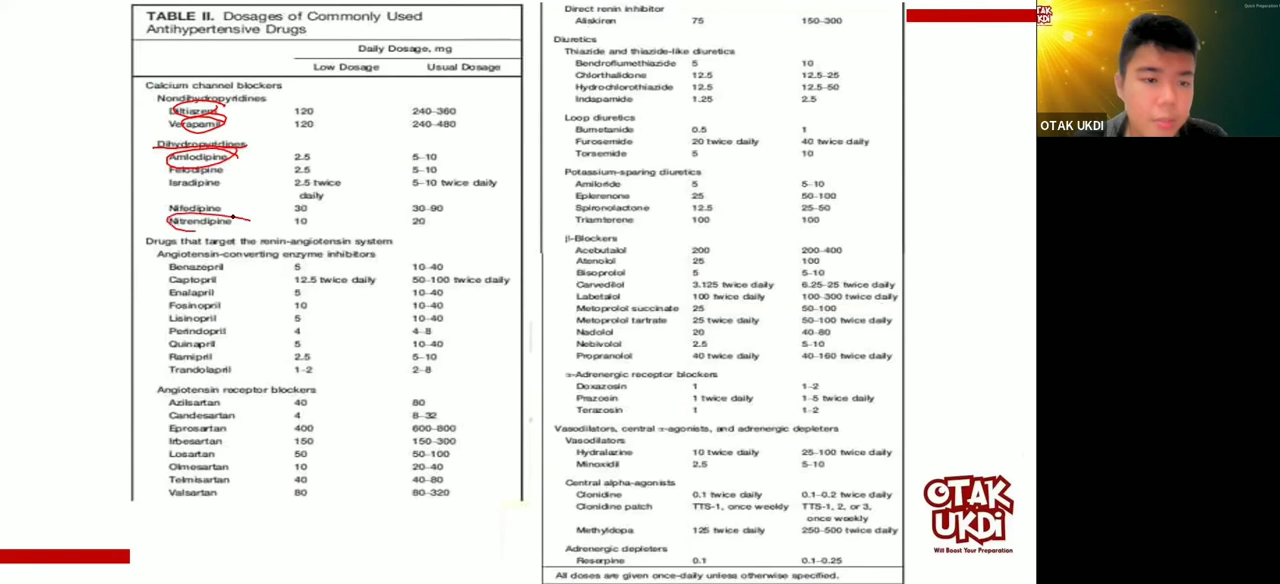 TABLE II. Dosages of Commonly Used
Antihypertensive Drugs
Daily Dosage, mg
Low Dosage Usual Dosage
Calcium channel blockers
Nondihydropyridines
Diltiazem 120 240–360
Verapamil 120 240–480
Dihydropyridines
Amlodipine 2.5 5–10
Felodipine 2.5 5–10
Isradipine 2.5 twice daily 5–10 twice daily
Nifedipine 30 30–90
Nitrendipine 10 20
Drugs that target the renin-angiotensin system
Angiotensin-converting enzyme inhibitors
Benazepril 5 10–40
Captopril 12.5 twice daily 50–100 twice daily
Enalapril 5 10–40
Fosinopril 10 10–40
Lisinopril 5 10–40
Perindopril 4 4–8
Quinapril 5 10–40
Ramipril 2.5 5–10
Trandolapril 1–2 2–8
Angiotensin receptor blockers
Azilsartan 40 80
Candesartan 4 8–32
Eprosartan 400 600–800
Irbesartan 150 150–300
Losartan 50 50–100
Olmesartan 10 20–40
Telmisartan 40 40–80
Valsartan 80 80–320
Direct renin inhibitor
Aliskiren 75 150–300
Diuretics
Thiazide and thiazide-like diuretics
Bendroflumethiazide 5 10
Chlorthalidone 12.5 12.5–25
Hydrochlorothiazide 12.5 12.5–50
Indapamide 1.25 2.5
Loop diuretics
Bumetanide 0.5 1
Furosemide 20 twice daily 40 twice daily
Torsemide 5 10
Potassium-sparing diuretics
Amiloride 5 5–10
Eplerenone 25 50–100
Spironolactone 12.5 25–50
Triamterene 100 100
β-Blockers
Acebutalol 200 200–400
Atenolol 25 100
Bisoprolol 5 5–10
Carvedilol 3.125 twice daily 6.25–25 twice daily
Labetalol 100 twice daily 100–300 twice daily
Metoprolol succinate 25 50–100
Metoprolol tartrate 25 twice daily 50–100 twice daily
Nadolol 20 40–80
Nebivolol 2.5 5–10
Propranolol 40 twice daily 40–160 twice daily
α-Adrenergic receptor blockers
Doxazosin 1 1–2
Prazosin 1 twice daily 1–5 twice daily
Terazosin 1 1–2
Vasodilators, central α-agonists, and adrenergic depleters
Vasodilators
Hydralazine 10 twice daily 25–100 twice daily
Minoxidil 2.5 5–10
Central alpha-agonists
Clonidine 0.1 twice daily 0.1–0.2 twice daily
Clonidine patch TTS-1, once weekly TTS-1, 2, or 3, once weekly
Methyldopa 125 twice daily 250–500 twice daily
Adrenergic depleters
Reserpine 0.1 0.1–0.25
All doses are given once-daily unless otherwise specified.
OTAK
UKDI
Will Boost Your Preparation
OTAK
UKDI
OTAK UKDI